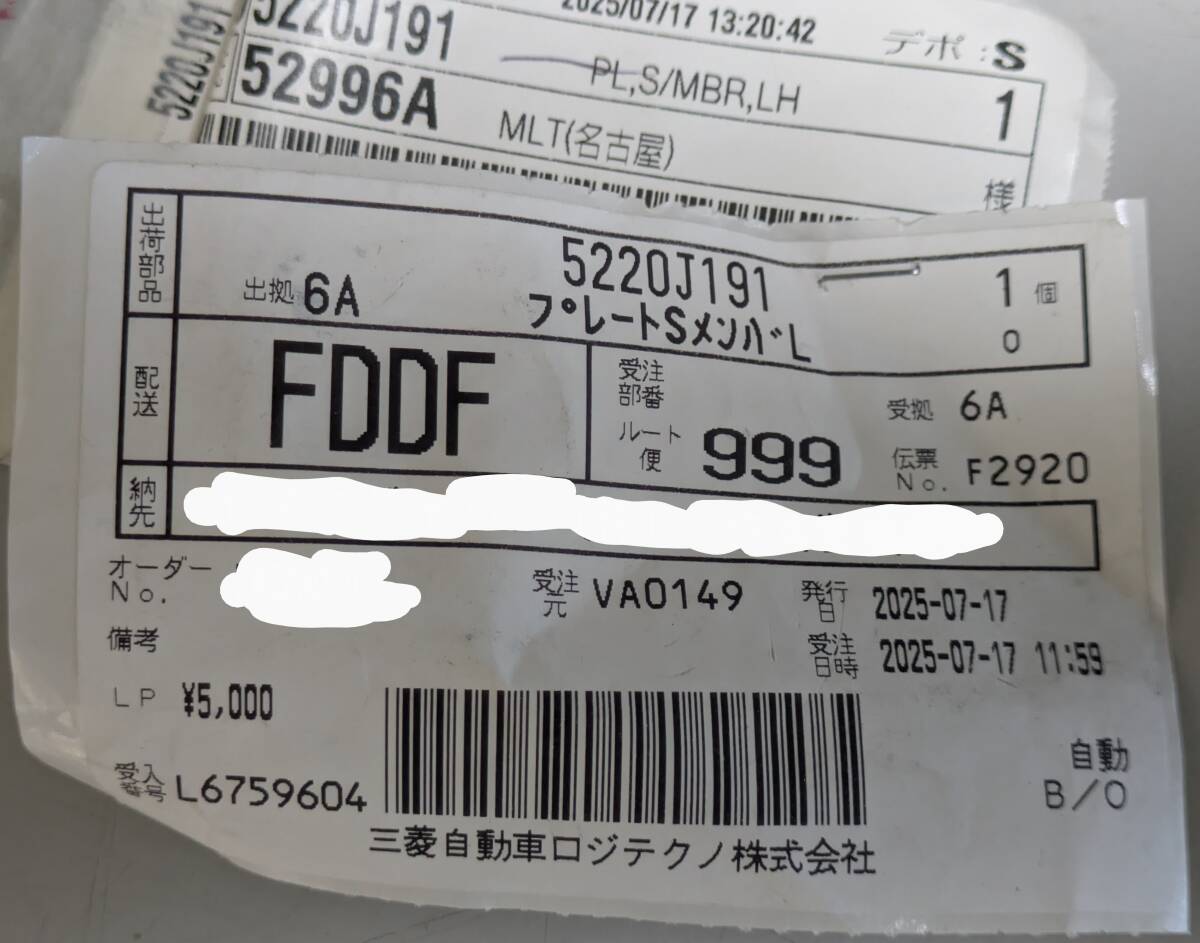 2025/07/17 13:20:42
デポ:S
5220J191
5220J191
PL,S/MBR,LH
1
52996A
MLT(名古屋)
様
出荷部品
出拠 6A
5220J191
プレートSメンバL
1 個
0
配送
FDDF
受注部番
ルート便 999
受拠 6A
伝票No. F2920
納先
オーダーNo.
受注元 VA0149
発行日 2025-07-17
備考
受注日時 2025-07-17 11:59
LP ¥5,000
自動
B/O
受入番号 L6759604
三菱自動車ロジテクノ株式会社